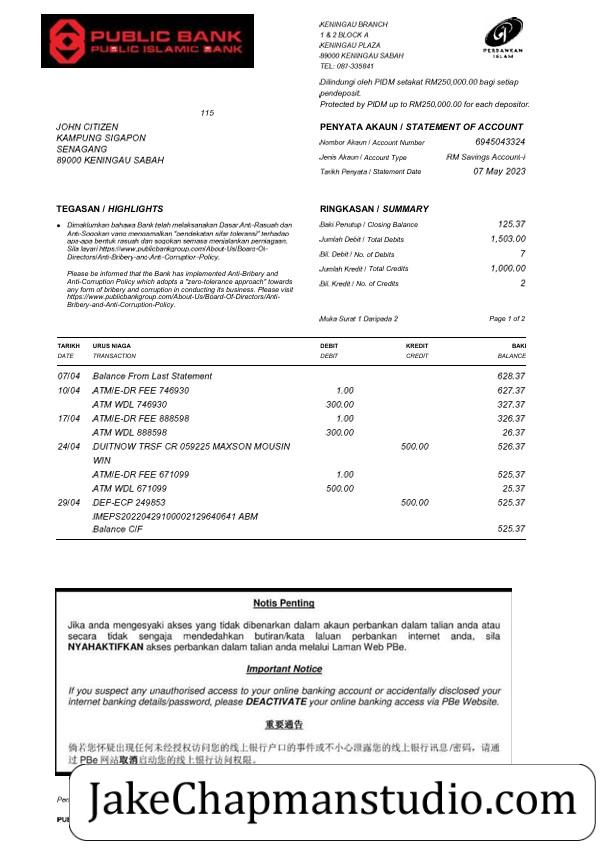 PUBLIC BANK
PUBLIC ISLAMIC BANK
KENINGAU BRANCH
1 & 2 BLOCK A
KENINGAU PLAZA
89000 KENINGAU SABAH
TEL: 087-335841
PERBANKAN
ISLAM
Dilindungi oleh PIDM setakat RM250,000.00 bagi setiap
pendeposit.
Protected by PIDM up to RM250,000.00 for each depositor.
115
JOHN CITIZEN
KAMPUNG SIGAPON
SENAGANG
89000 KENINGAU SABAH
PENYATA AKAUN / STATEMENT OF ACCOUNT
Nombor Akaun / Account Number 6945043324
Jenis Akaun / Account Type RM Savings Account-i
Tarikh Penyata / Statement Date 07 May 2023
TEGASAN / HIGHLIGHTS
• Dimaklumkan bahawa Bank telah melaksanakan Dasar Anti-Rasuah dan
Anti-Sogokan yang mengamalkan "pendekatan sifar toleransi" terhadap
apa-apa bentuk rasuah dan sogokan semasa menjalankan perniagaan.
Sila layari https://www.publicbankgroup.com/About-Us/Board-Of-
Directors/Anti-Bribery-and-Anti-Corruption-Policy.
Please be informed that the Bank has implemented Anti-Bribery and
Anti-Corruption Policy which adopts a "zero-tolerance approach" towards
any form of bribery and corruption in conducting its business. Please visit
https://www.publicbankgroup.com/About-Us/Board-Of-Directors/Anti-
Bribery-and-Anti-Corruption-Policy.
RINGKASAN / SUMMARY
Baki Penutup / Closing Balance 125.37
Jumlah Debit / Total Debits 1,503.00
Bil. Debit / No. of Debits 7
Jumlah Kredit / Total Credits 1,000.00
Bil. Kredit / No. of Credits 2
Muka Surat 1 Daripada 2 Page 1 of 2
TARIKH URUS NIAGA DEBIT KREDIT BAKI
DATE TRANSACTION DEBIT CREDIT BALANCE
07/04 Balance From Last Statement 628.37
10/04 ATM/E-DR FEE 746930 1.00 627.37
ATM WDL 746930 300.00 327.37
17/04 ATM/E-DR FEE 888598 1.00 326.37
ATM WDL 888598 300.00 26.37
24/04 DUITNOW TRSF CR 059225 MAXSON MOUSIN 500.00 526.37
WIN
ATM/E-DR FEE 671099 1.00 525.37
ATM WDL 671099 500.00 25.37
29/04 DEP-ECP 249853 500.00 525.37
IMEPS20220429100002129640641 ABM
Balance C/F 525.37
Notis Penting
Jika anda mengesyaki akses yang tidak dibenarkan dalam akaun perbankan dalam talian anda atau
secara tidak sengaja mendedahkan butiran/kata laluan perbankan internet anda, sila
NYAHAKTIFKAN akses perbankan dalam talian anda melalui Laman Web PBe.
Important Notice
If you suspect any unauthorised access to your online banking account or accidentally disclosed your
internet banking details/password, please DEACTIVATE your online banking access via PBe Website.
重要通告
倘若您怀疑出现任何未经授权访问您的线上银行户口的事件或不小心泄露您的线上银行讯息/密码，请通
过 PBe 网站取消启动您的线上银行访问权限。
JakeChapmanstudio.com